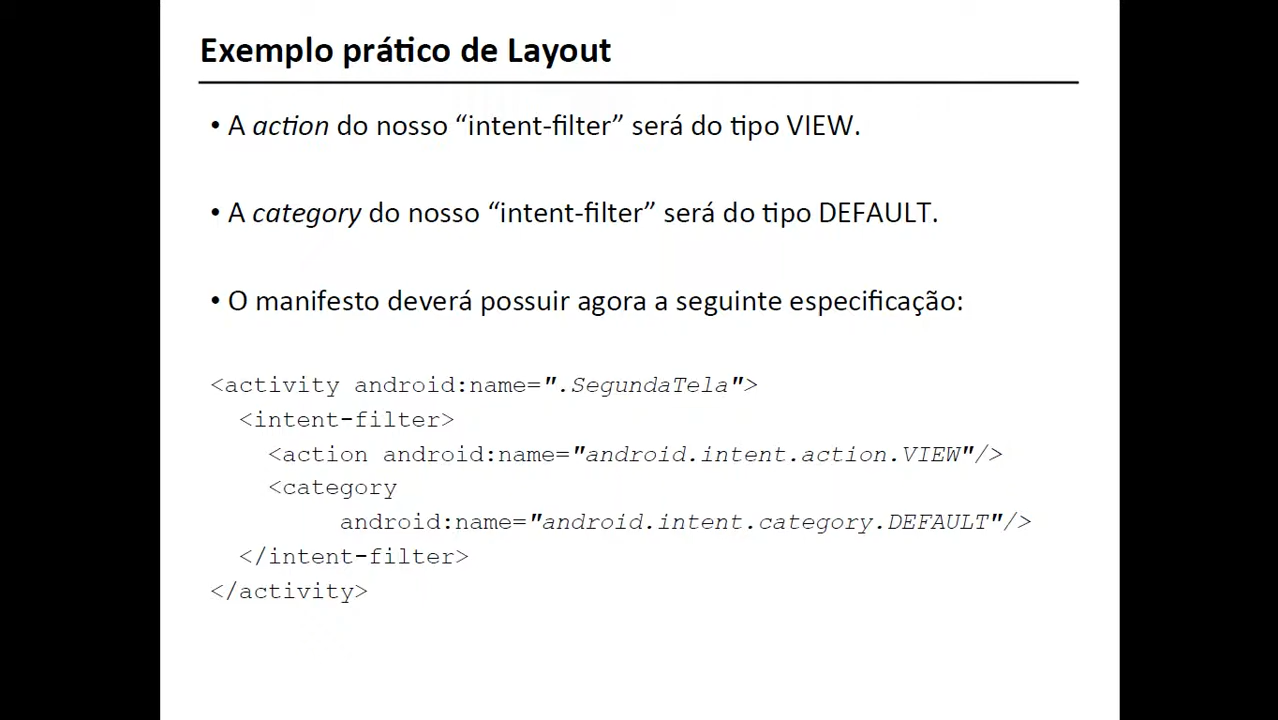 Exemplo prático de Layout
• A action do nosso “intent-filter” será do tipo VIEW.
• A category do nosso “intent-filter” será do tipo DEFAULT.
• O manifesto deverá possuir agora a seguinte especificação:
<activity android:name=".SegundaTela">
<intent-filter>
<action android:name="android.intent.action.VIEW"/>
<category
android:name="android.intent.category.DEFAULT"/>
</intent-filter>
</activity>